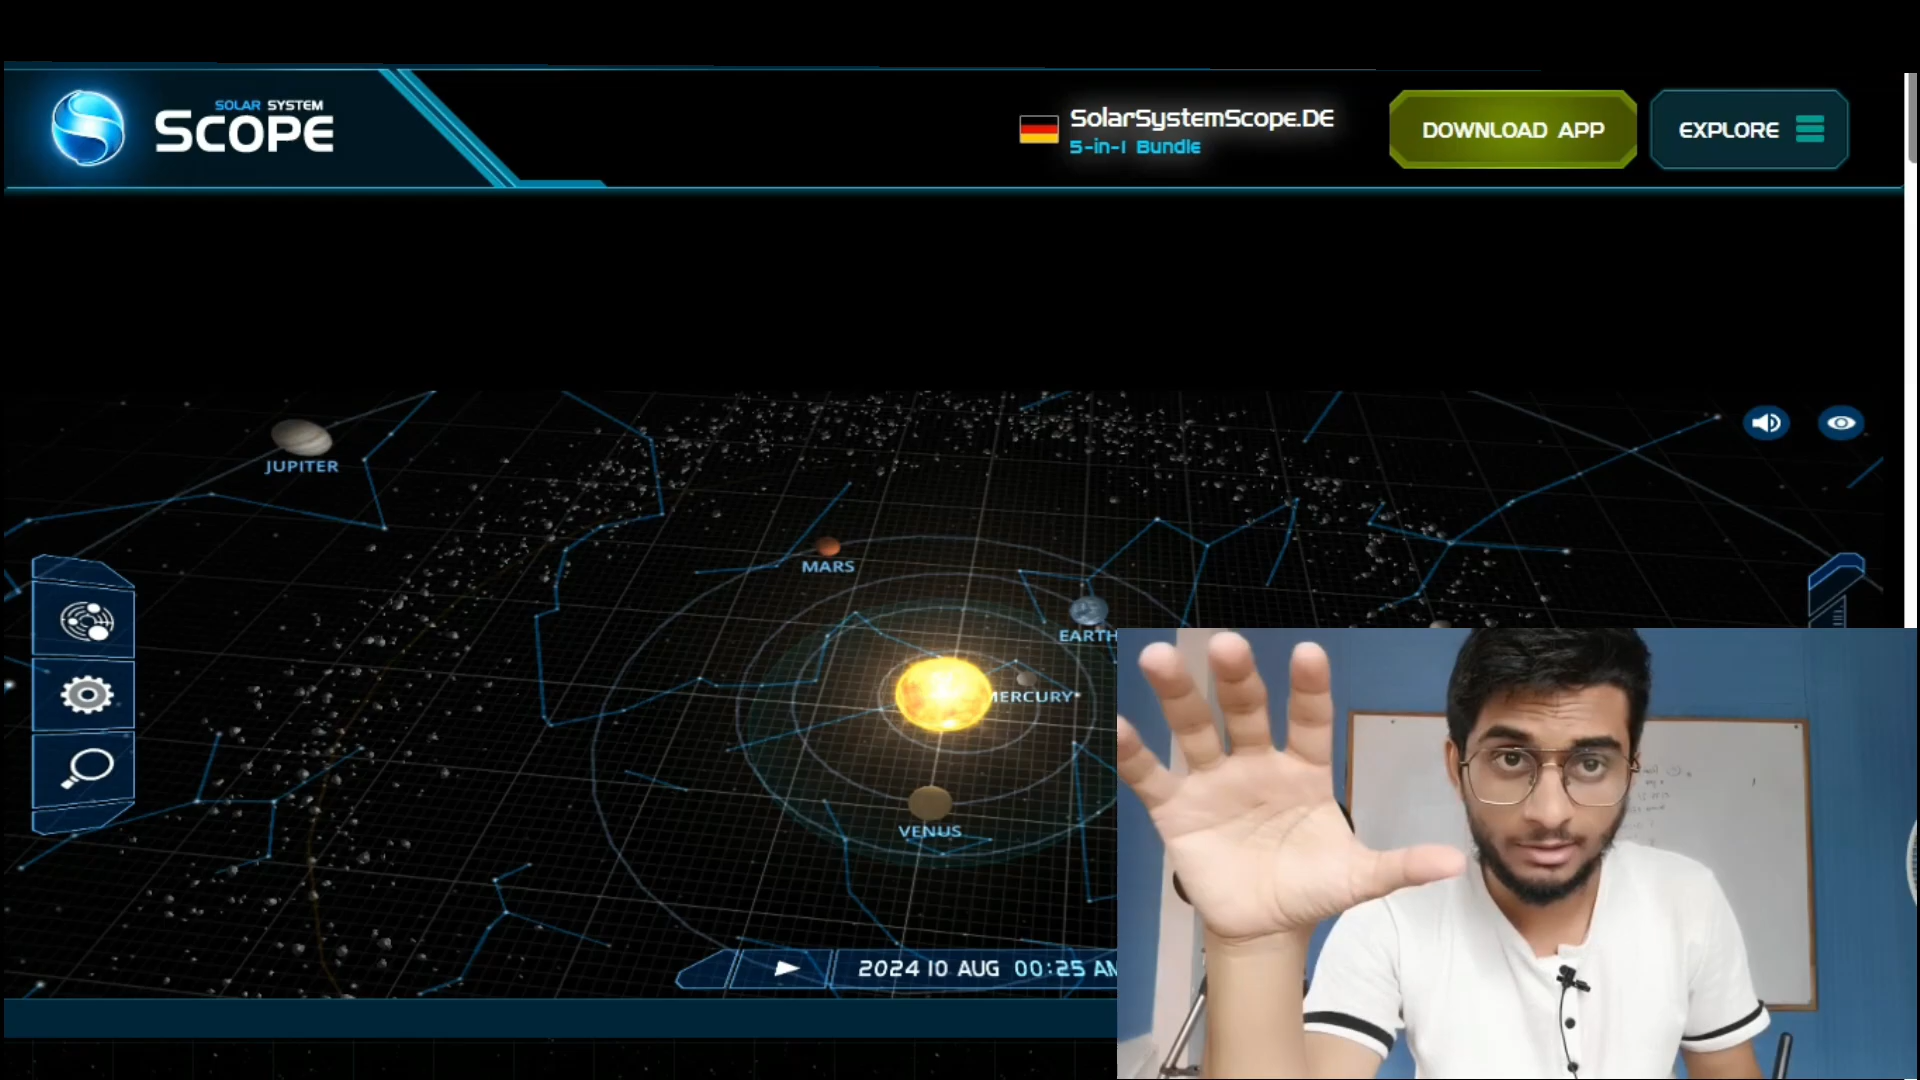 SOLAR SYSTEM
SCOPE
SolarSystemScope.DE
5-in-1 Bundle
DOWNLOAD APP
EXPLORE
JUPITER
MARS
EARTH
MERCURY
VENUS
2024 10 AUG 00:25 AM